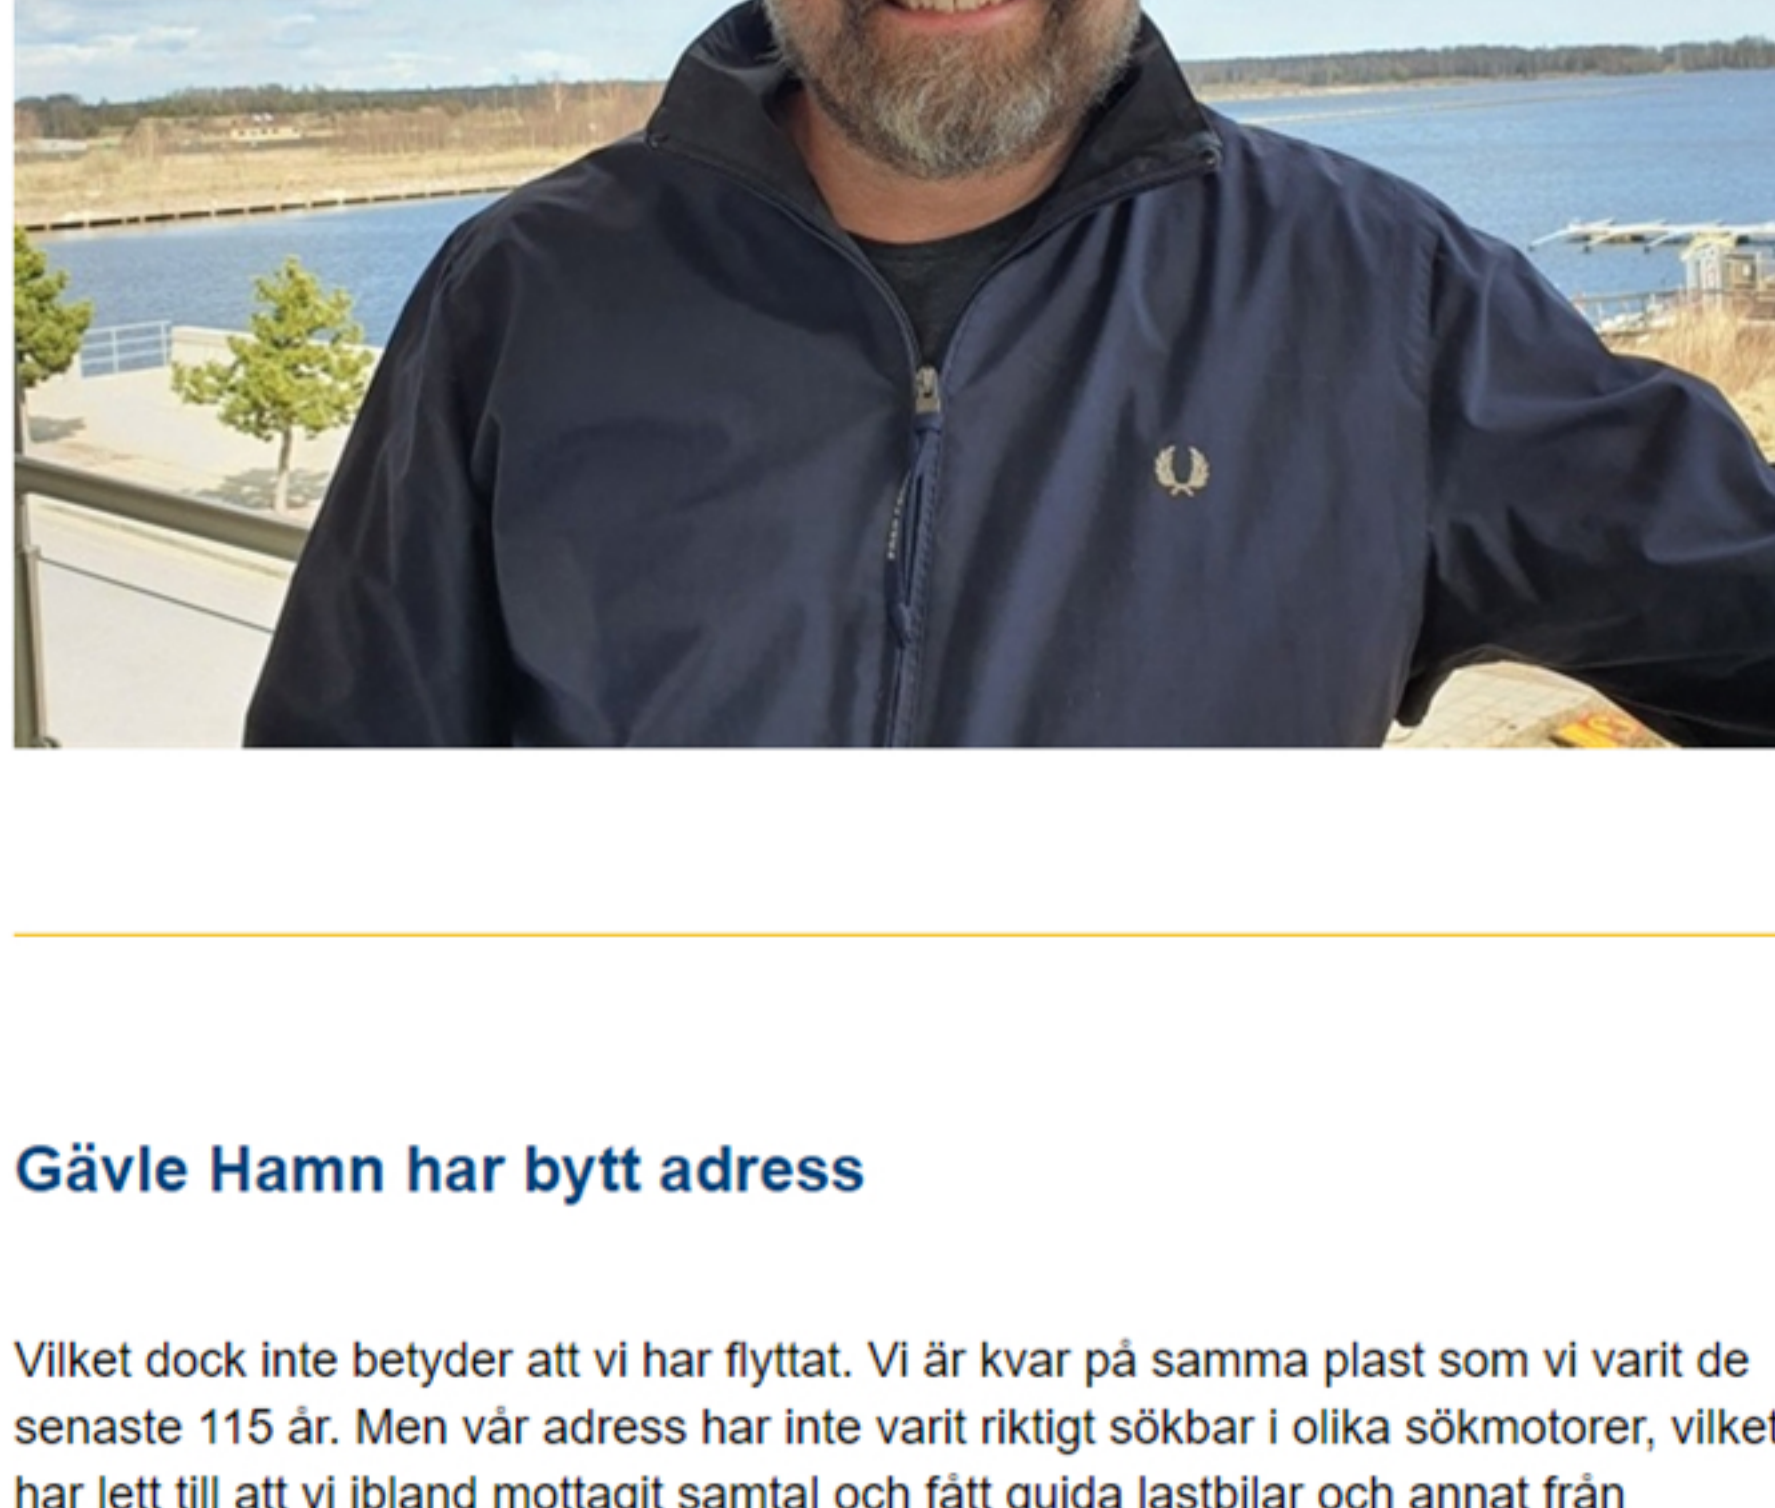 Gävle Hamn har bytt adress
Vilket dock inte betyder att vi har flyttat. Vi är kvar på samma plast som vi varit de
senaste 115 år. Men vår adress har inte varit riktigt sökbar i olika sökmotorer, vilket
har lett till att vi ibland mottagit samtal och fått guida lastbilar och annat från